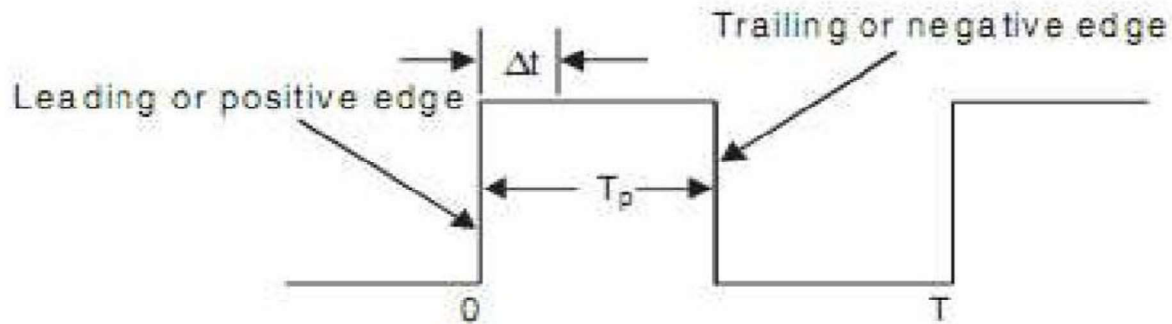 Trailing or negative edge
Δt
Leading or positive edge
Tp
0
T